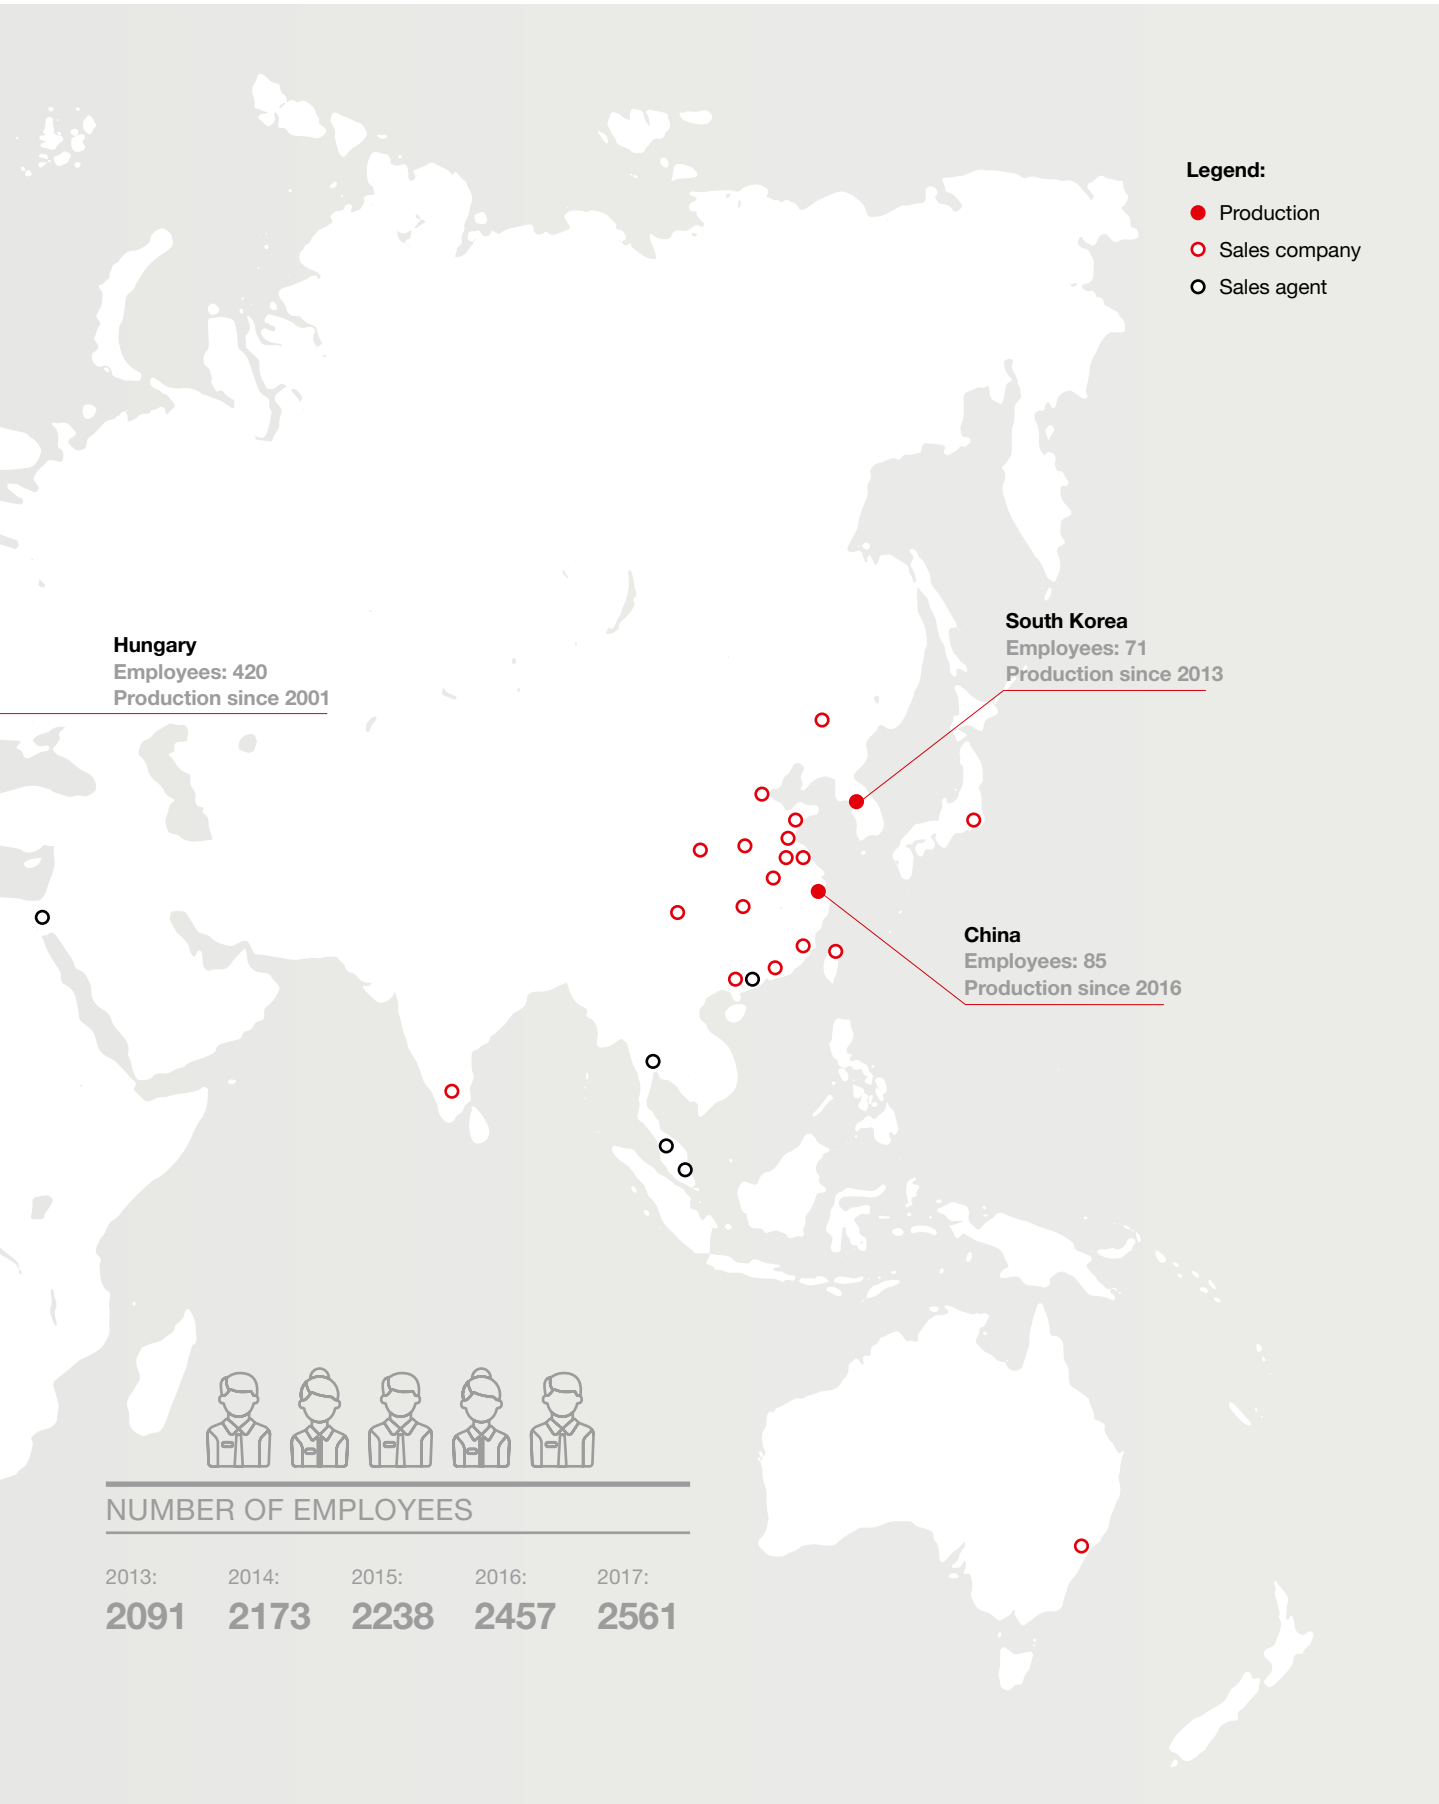 Legend:
Production
Sales company
Sales agent
South Korea
Employees: 71
Production since 2013
Hungary
Employees: 420
Production since 2001
China
Employees: 85
Production since 2016
NUMBER OF EMPLOYEES
2013: 2014: 2015: 2016: 2017:
2091 2173 2238 2457 2561